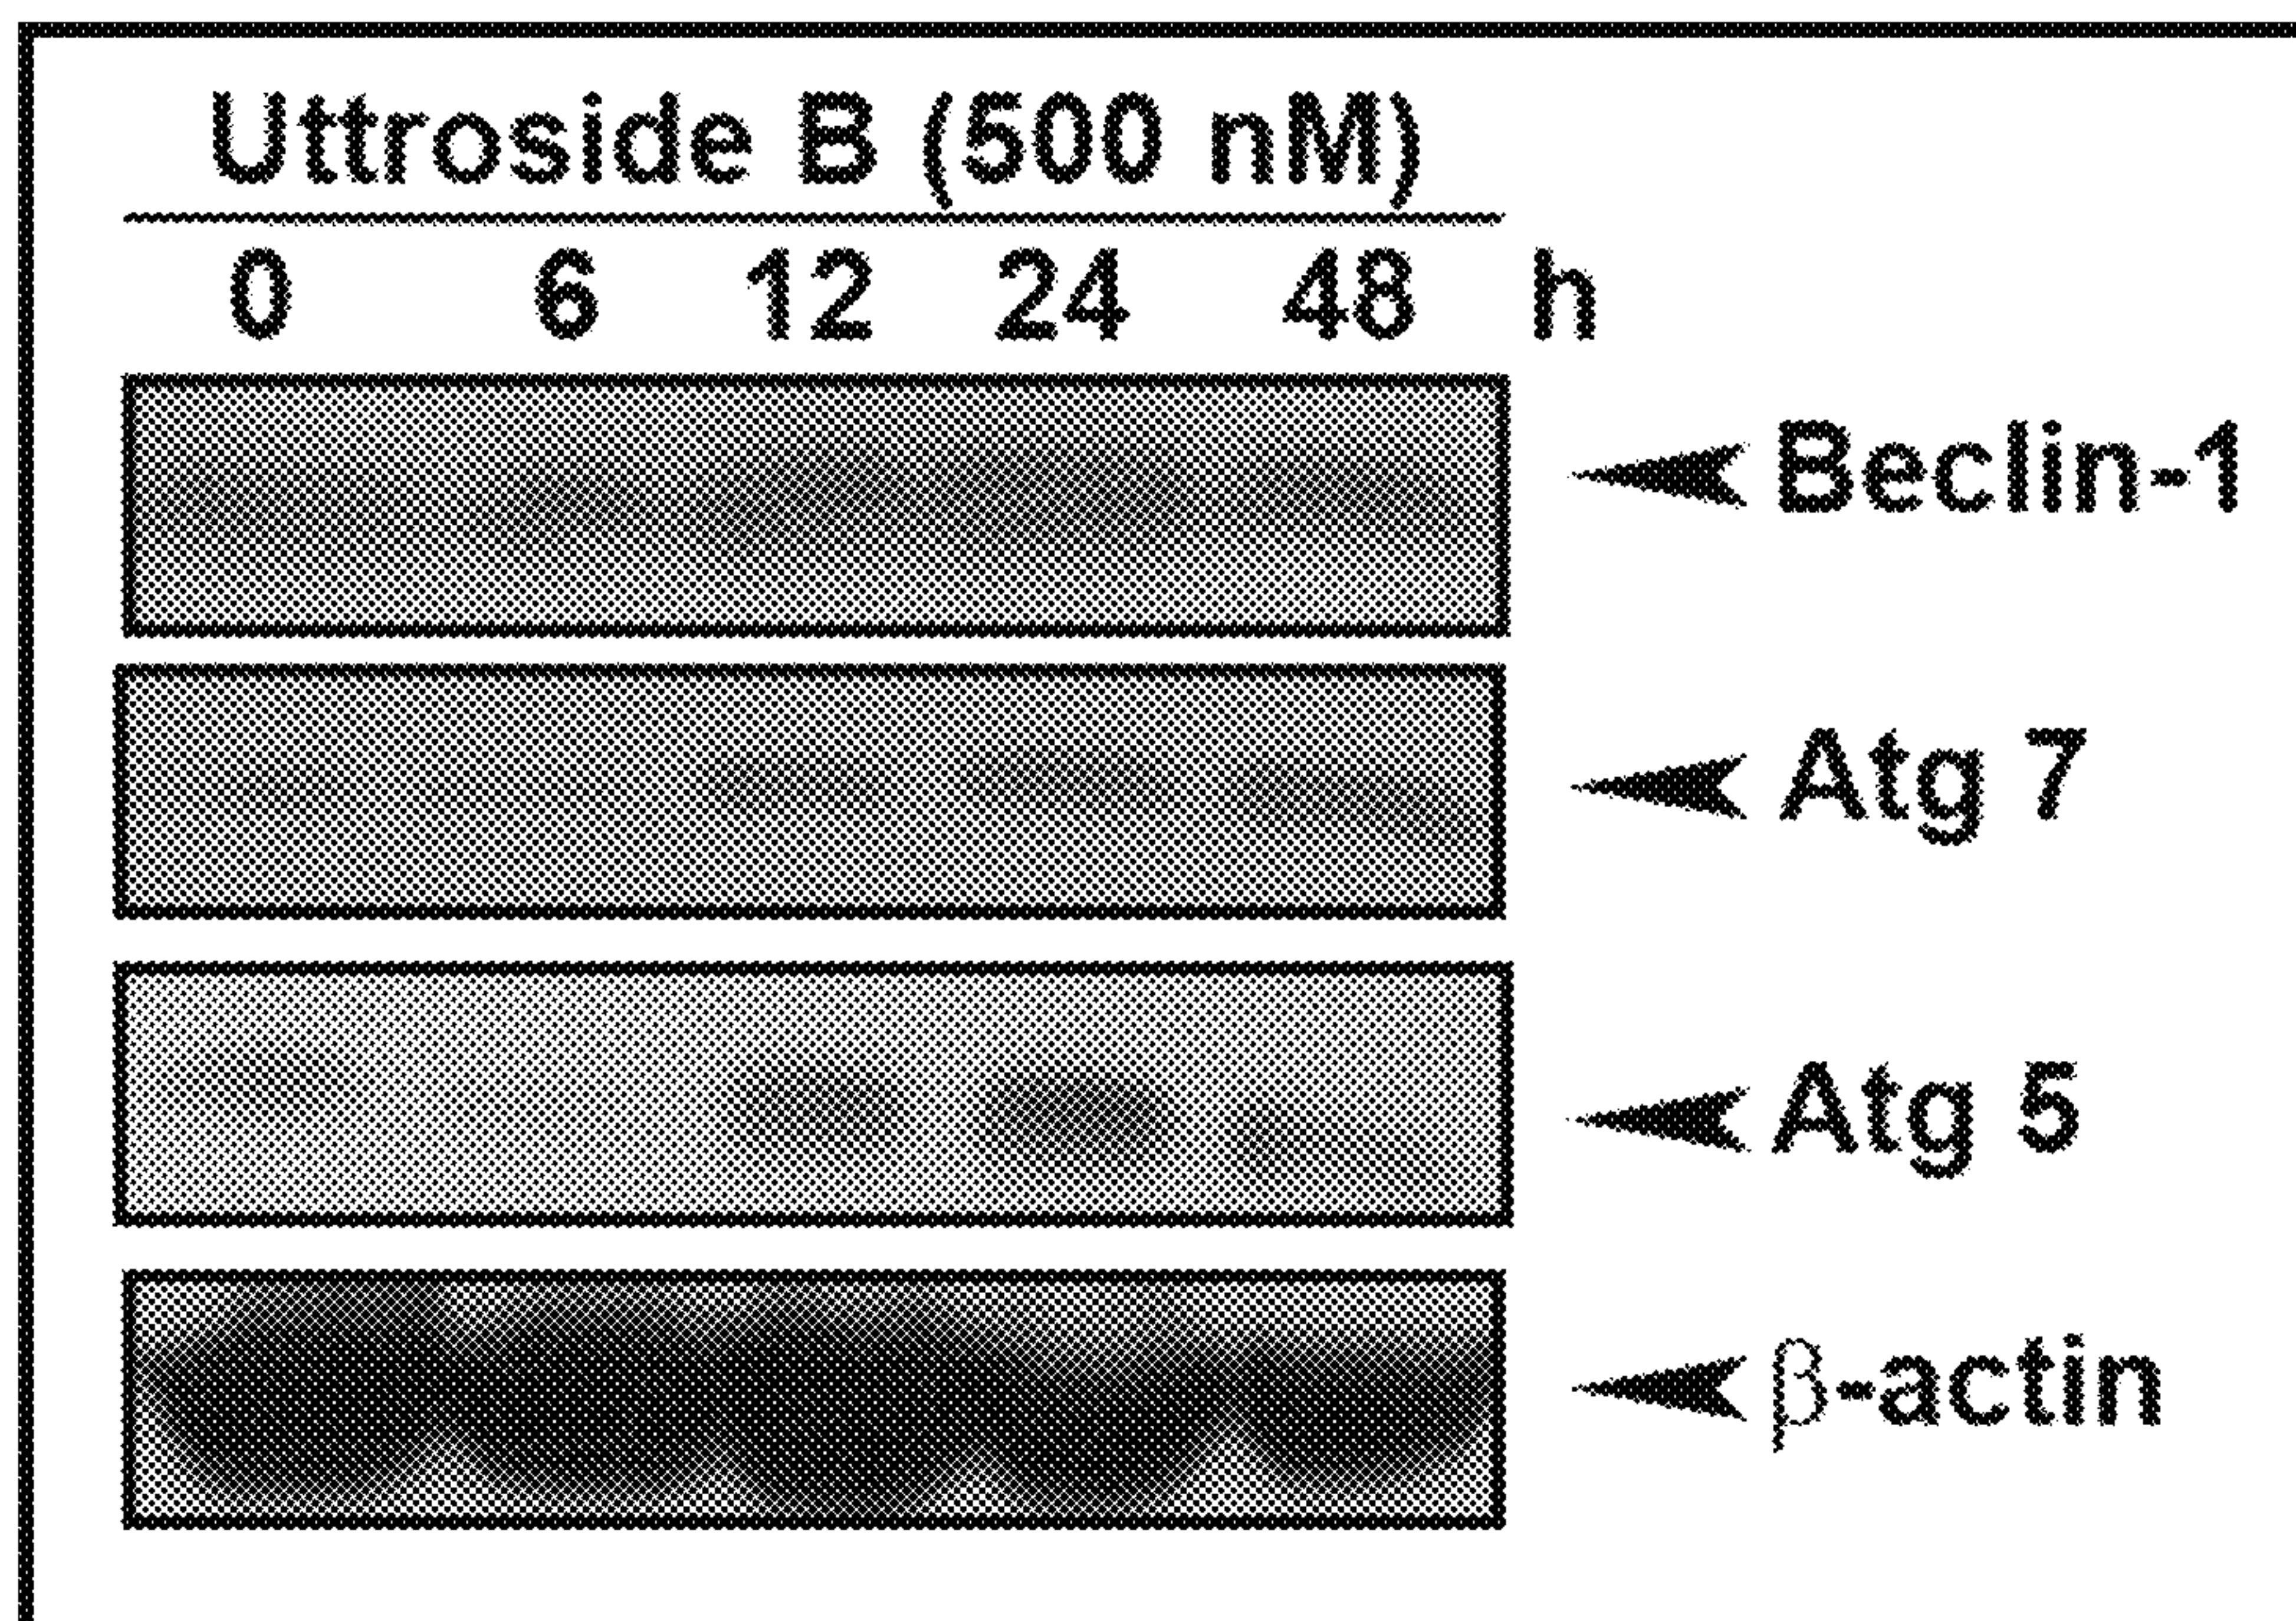 Uttroside B (500 nM)
0 6 12 24 48 h
Beclin-1
Atg 7
Atg 5
β-actin